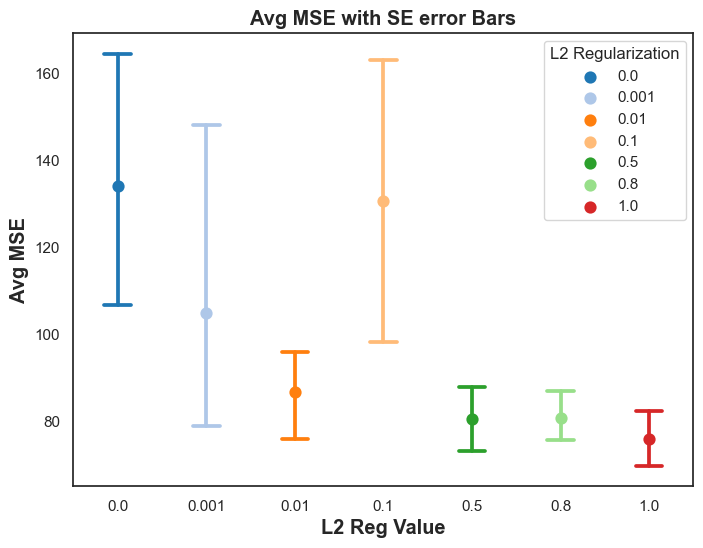 Avg MSE with SE error Bars
Avg MSE
160
140
120
100
80
L2 Regularization
0.0
0.001
0.01
0.1
0.5
0.8
1.0
0.0 0.001 0.01 0.1 0.5 0.8 1.0
L2 Reg Value